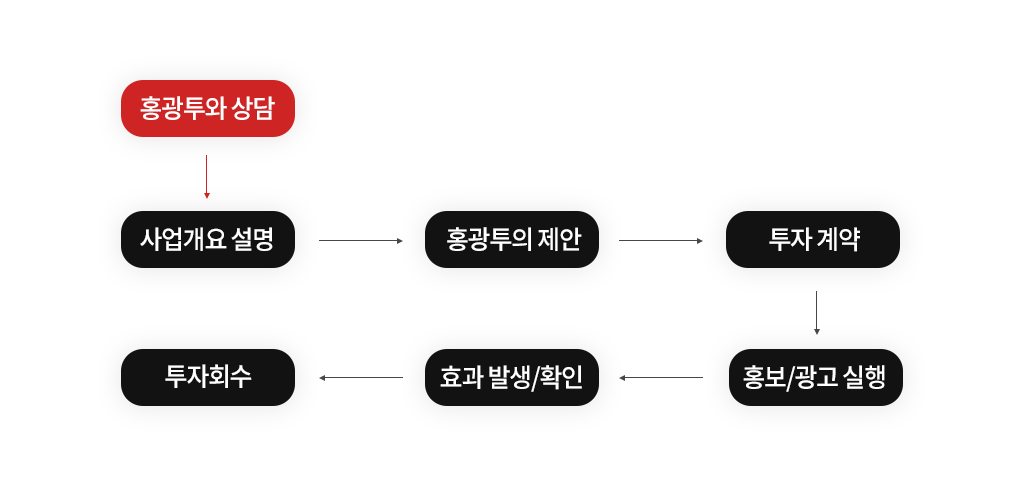 홍광투와 상담
사업개요 설명
홍광투의 제안
투자 계약
홍보/광고 실행
효과 발생/확인
투자회수